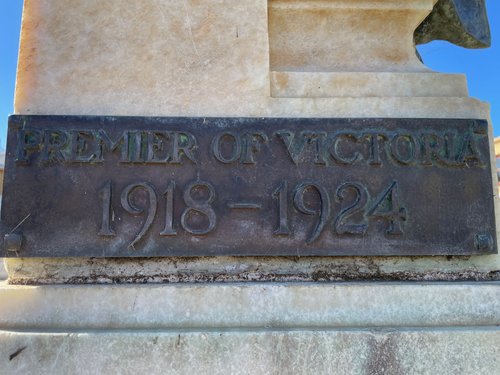 PREMIER OF VICTORIA
1918 – 1924